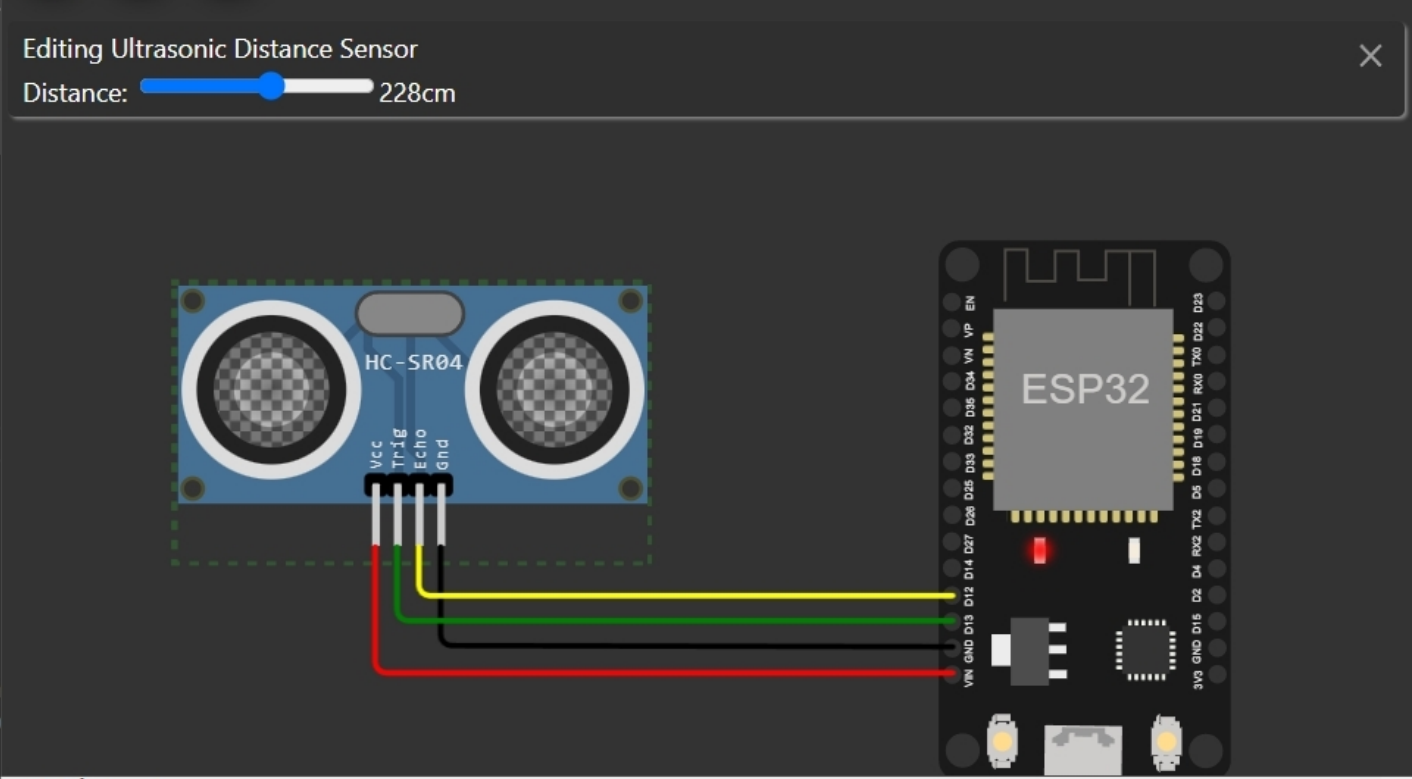 Editing Ultrasonic Distance Sensor
Distance: 228cm
HC-SR04
Vcc
Trig
Echo
Gnd
ESP32
EN
VP
VN
D34
D35
D32
D33
D25
D26
D27
D14
D12
D13
GND
VIN
D23
D22
TX0
RX0
D21
D19
D18
D5
TX2
RX2
D4
D2
D15
GND
3V3